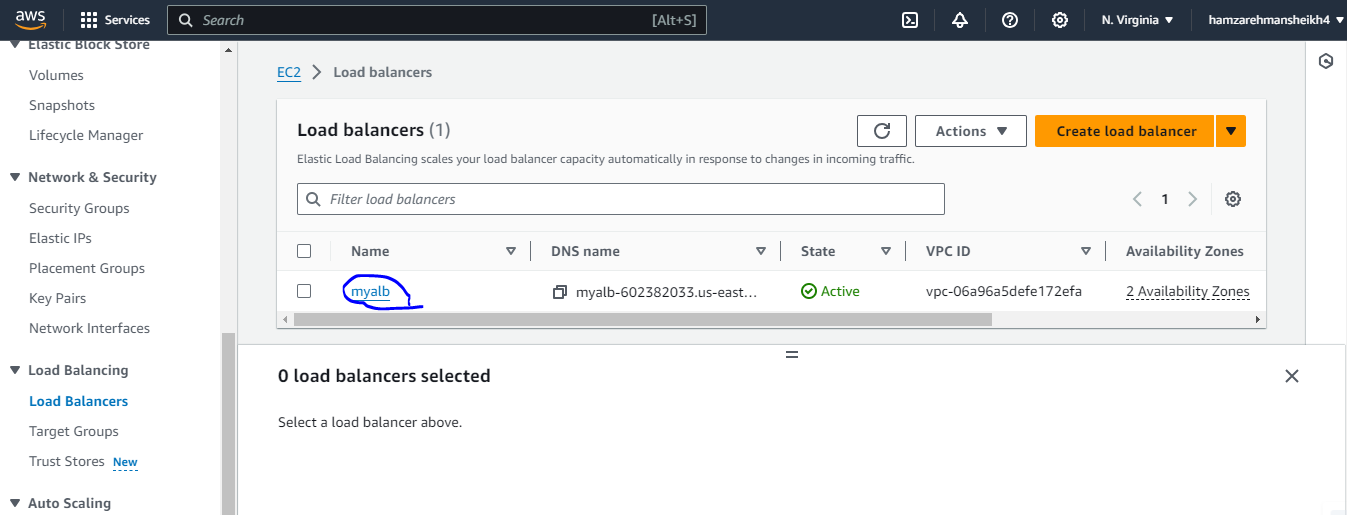 aws
Services
Search
[Alt+S]
N. Virginia
hamzarehmansheikh4
Elastic Block Store
Volumes
Snapshots
Lifecycle Manager
Network & Security
Security Groups
Elastic IPs
Placement Groups
Key Pairs
Network Interfaces
Load Balancing
Load Balancers
Target Groups
Trust Stores New
Auto Scaling
EC2 > Load balancers
Load balancers (1)
Actions
Create load balancer
Elastic Load Balancing scales your load balancer capacity automatically in response to changes in incoming traffic.
Filter load balancers
1
Name DNS name State VPC ID Availability Zones
myalb myalb-602382033.us-east... Active vpc-06a96a5defe172efa 2 Availability Zones
0 load balancers selected
Select a load balancer above.